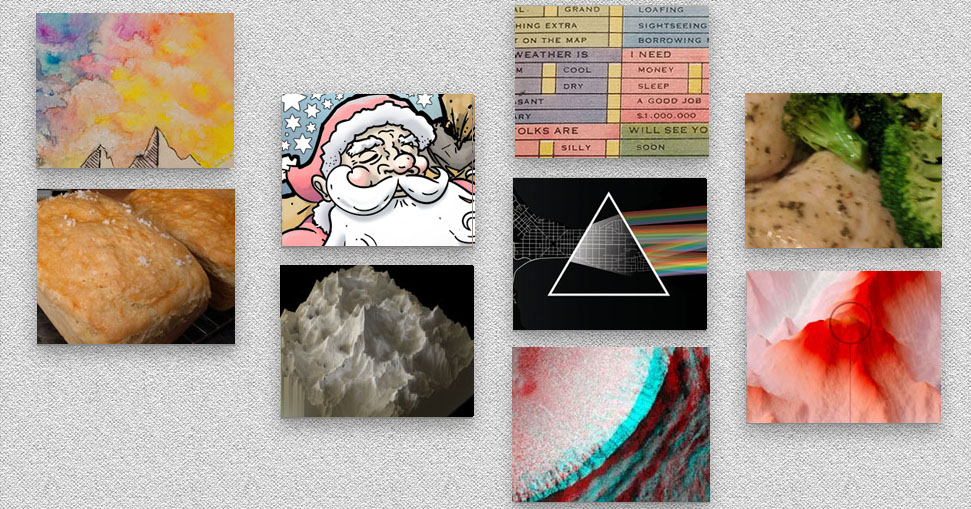 AL. GRAND LOAFING
HING EXTRA SIGHTSEEING
ON THE MAP BORROWING
WEATHER IS I NEED
M COOL MONEY
DRY SLEEP
SANT A GOOD JOB
RY $1.000.000
OLKS ARE WILL SEE YO
SILLY SOON